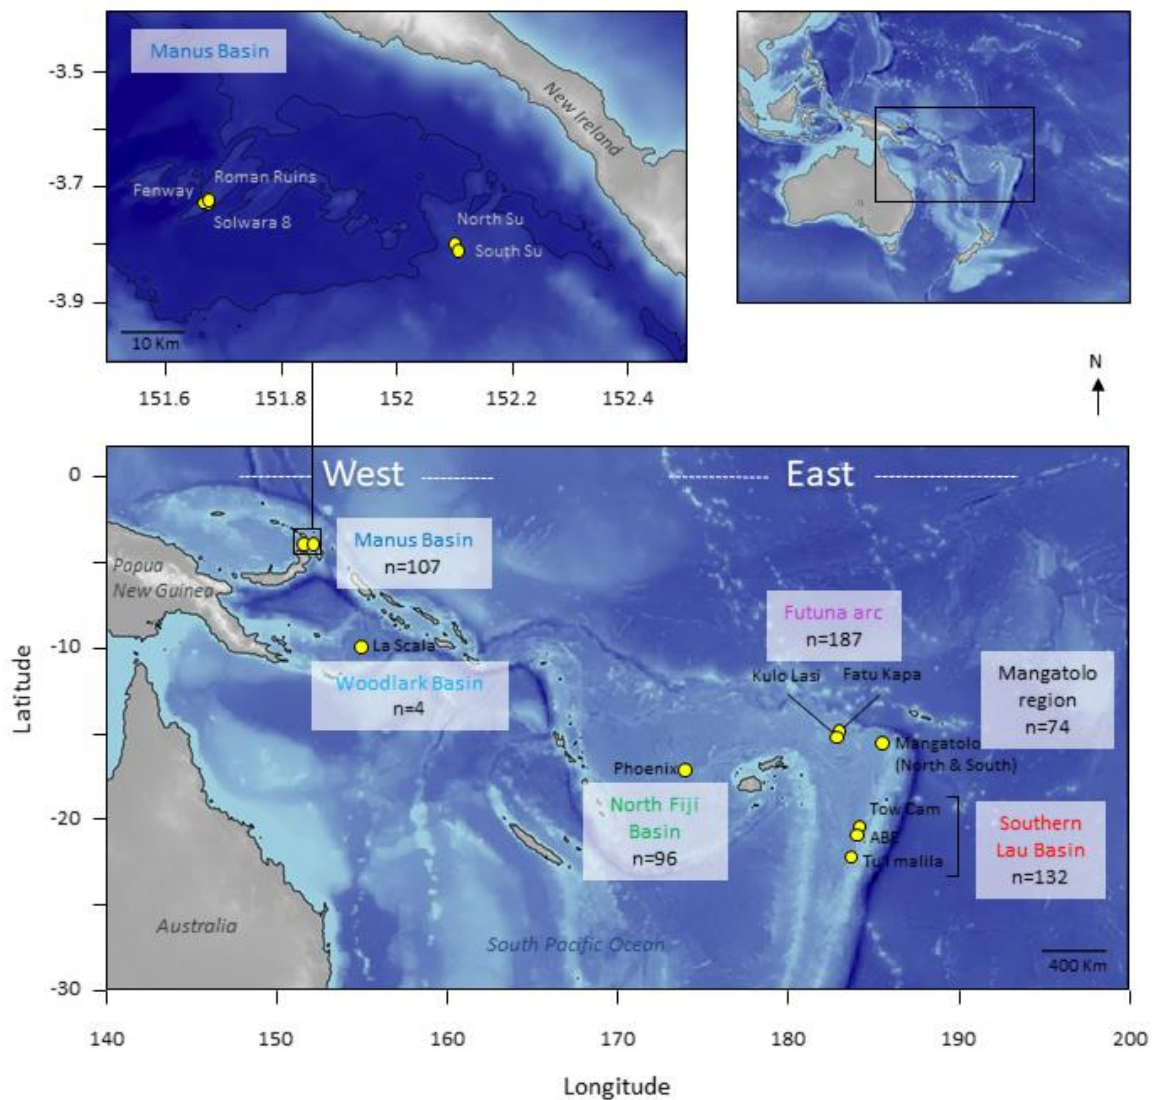 Manus Basin
-3.5
New Ireland
Roman Ruins
-3.7
Fenway
Solwara 8
North Su
South Su
-3.9
10 Km
151.6
151.8
152
152.2
152.4
N
0
West
East
Manus Basin
n=107
Papua
New Guinea
Futuna arc
n=187
-10
La Scala
Kulo Lasi
Fatu Kapa
Mangatolo
region
n=74
Woodlark Basin
n=4
Latitude
Mangatolo
(North & South)
Phoenix
North Fiji
Basin
n=96
-20
Tow Cam
ABE
Tu'i malila
Southern
Lau Basin
n=132
Australia
South Pacific Ocean
400 Km
-30
140
150
160
170
180
190
200
Longitude